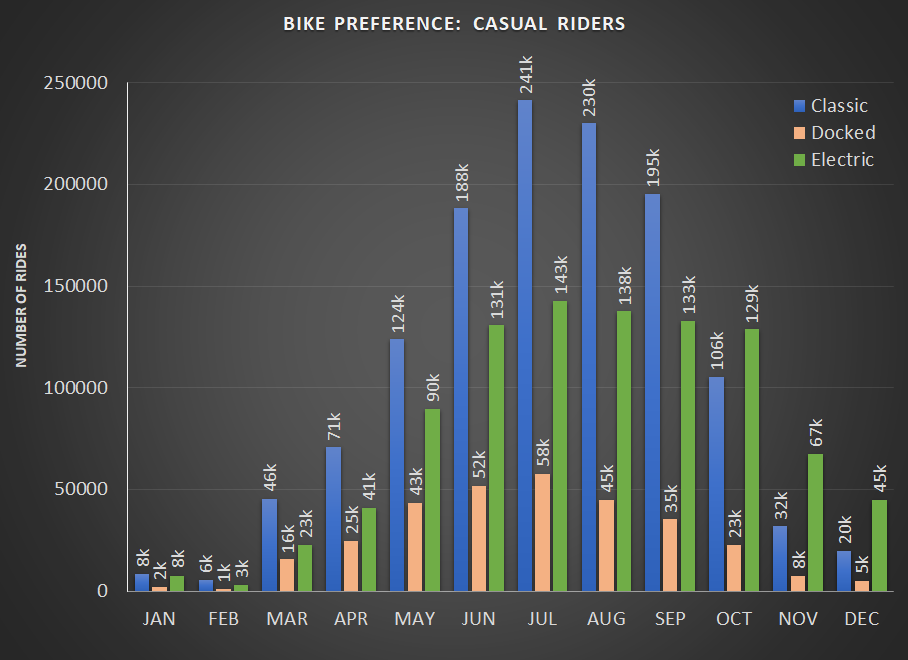 BIKE PREFERENCE: CASUAL RIDERS
NUMBER OF RIDES
250000
200000
150000
100000
50000
0
Classic
Docked
Electric
8k 2k 8k
6k 1k 3k
46k 16k 23k
71k 25k 41k
124k 43k 90k
188k 52k 131k
241k 58k 143k
230k 45k 138k
195k 35k 133k
106k 23k 129k
32k 8k 67k
20k 5k 45k
JAN FEB MAR APR MAY JUN JUL AUG SEP OCT NOV DEC